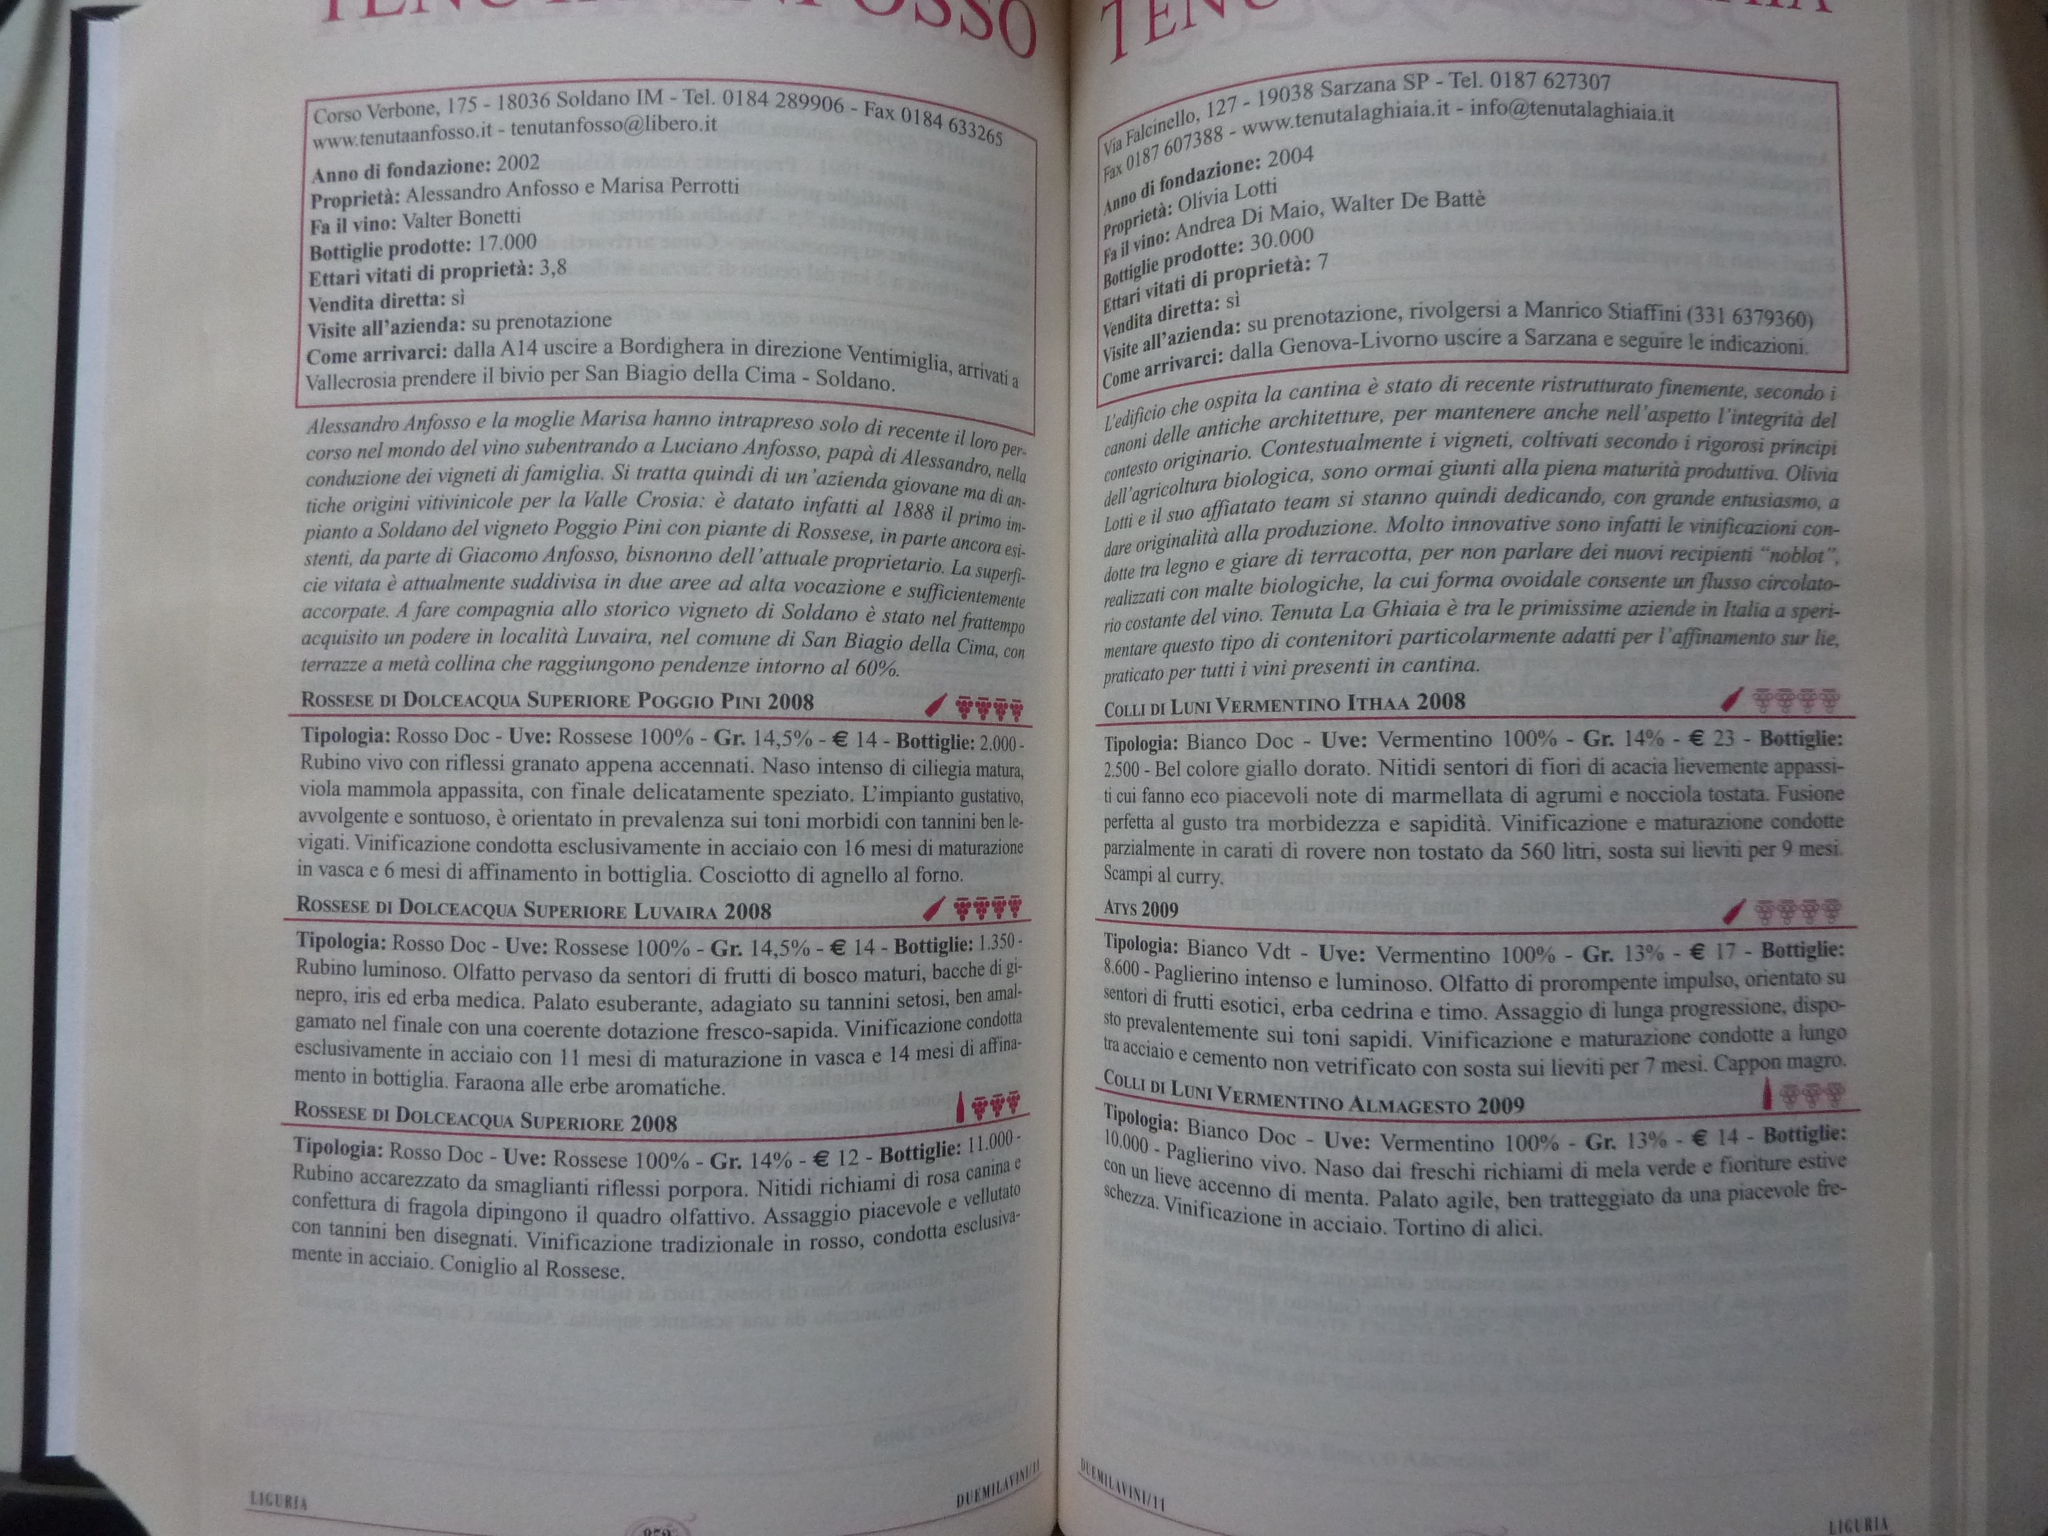 TENUTA ANFOSSO
Corso Verbone, 175 - 18036 Soldano IM - Tel. 0184 289906 - Fax 0184 633265
www.tenutaanfosso.it - tenutanfosso@libero.it
Anno di fondazione: 2002
Proprietà: Alessandro Anfosso e Marisa Perrotti
Fa il vino: Valter Bonetti
Bottiglie prodotte: 17.000
Ettari vitati di proprietà: 3,8
Vendita diretta: sì
Visite all'azienda: su prenotazione
Come arrivarci: dalla A14 uscire a Bordighera in direzione Ventimiglia, arrivati a
Vallecrosia prendere il bivio per San Biagio della Cima - Soldano.
Alessandro Anfosso e la moglie Marisa hanno intrapreso solo di recente il loro per-
corso nel mondo del vino subentrando a Luciano Anfosso, papà di Alessandro, nella
conduzione dei vigneti di famiglia. Si tratta quindi di un'azienda giovane ma di an-
tiche origini vitivinicole per la Valle Crosia: è datato infatti al 1888 il primo im-
pianto a Soldano del vigneto Poggio Pini con piante di Rossese, in parte ancora esi-
stenti, da parte di Giacomo Anfosso, bisnonno dell'attuale proprietario. La superfi-
cie vitata è attualmente suddivisa in due aree ad alta vocazione e sufficientemente
accorpate. A fare compagnia allo storico vigneto di Soldano è stato nel frattempo
acquisito un podere in località Luvaira, nel comune di San Biagio della Cima, con
terrazze a metà collina che raggiungono pendenze intorno al 60%.
ROSSESE DI DOLCEACQUA SUPERIORE POGGIO PINI 2008
Tipologia: Rosso Doc - Uve: Rossese 100% - Gr. 14,5% - € 14 - Bottiglie: 2.000 -
Rubino vivo con riflessi granato appena accennati. Naso intenso di ciliegia matura,
viola mammola appassita, con finale delicatamente speziato. L'impianto gustativo,
avvolgente e sontuoso, è orientato in prevalenza sui toni morbidi con tannini ben le-
vigati. Vinificazione condotta esclusivamente in acciaio con 16 mesi di maturazione
in vasca e 6 mesi di affinamento in bottiglia. Cosciotto di agnello al forno.
ROSSESE DI DOLCEACQUA SUPERIORE LUVAIRA 2008
Tipologia: Rosso Doc - Uve: Rossese 100% - Gr. 14,5% - € 14 - Bottiglie: 1.350 -
Rubino luminoso. Olfatto pervaso da sentori di frutti di bosco maturi, bacche di gi-
nepro, iris ed erba medica. Palato esuberante, adagiato su tannini setosi, ben amal-
gamato nel finale con una coerente dotazione fresco-sapida. Vinificazione condotta
esclusivamente in acciaio con 11 mesi di maturazione in vasca e 14 mesi di affina-
mento in bottiglia. Faraona alle erbe aromatiche.
ROSSESE DI DOLCEACQUA SUPERIORE 2008
Tipologia: Rosso Doc - Uve: Rossese 100% - Gr. 14% - € 12 - Bottiglie: 11.000 -
Rubino accarezzato da smaglianti riflessi porpora. Nitidi richiami di rosa canina e
confettura di fragola dipingono il quadro olfattivo. Assaggio piacevole e vellutato
con tannini ben disegnati. Vinificazione tradizionale in rosso, condotta esclusiva-
mente in acciaio. Coniglio al Rossese.
LIGURIA
DUEMILAVINI/11
Via Falcinello, 127 - 19038 Sarzana SP - Tel. 0187 627307
Fax 0187 607388 - www.tenutalaghiaia.it - info@tenutalaghiaia.it
Anno di fondazione: 2004
Proprietà: Olivia Lotti
Fa il vino: Andrea Di Maio, Walter De Battè
Bottiglie prodotte: 30.000
Ettari vitati di proprietà: 7
Vendita diretta: sì
Visite all'azienda: su prenotazione, rivolgersi a Manrico Stiaffini (331 6379360)
Come arrivarci: dalla Genova-Livorno uscire a Sarzana e seguire le indicazioni.
L'edificio che ospita la cantina è stato di recente ristrutturato finemente, secondo i
canoni delle antiche architetture, per mantenere anche nell'aspetto l'integrità del
contesto originario. Contestualmente i vigneti, coltivati secondo i rigorosi principi
dell'agricoltura biologica, sono ormai giunti alla piena maturità produttiva. Olivia
Lotti e il suo affiatato team si stanno quindi dedicando, con grande entusiasmo, a
dare originalità alla produzione. Molto innovative sono infatti le vinificazioni con-
dotte tra legno e giare di terracotta, per non parlare dei nuovi recipienti "noblot",
realizzati con malte biologiche, la cui forma ovoidale consente un flusso circolato-
rio costante del vino. Tenuta La Ghiaia è tra le primissime aziende in Italia a speri-
mentare questo tipo di contenitori particolarmente adatti per l'affinamento sur lie,
praticato per tutti i vini presenti in cantina.
COLLI DI LUNI VERMENTINO ITHAA 2008
Tipologia: Bianco Doc - Uve: Vermentino 100% - Gr. 14% - € 23 - Bottiglie:
2.500 - Bel colore giallo dorato. Nitidi sentori di fiori di acacia lievemente appassi-
ti cui fanno eco piacevoli note di marmellata di agrumi e nocciola tostata. Fusione
perfetta al gusto tra morbidezza e sapidità. Vinificazione e maturazione condotte
parzialmente in carati di rovere non tostato da 560 litri, sosta sui lieviti per 9 mesi.
Scampi al curry.
ATYS 2009
Tipologia: Bianco Vdt - Uve: Vermentino 100% - Gr. 13% - € 17 - Bottiglie:
8.600 - Paglierino intenso e luminoso. Olfatto di prorompente impulso, orientato su
sentori di frutti esotici, erba cedrina e timo. Assaggio di lunga progressione, dispo-
sto prevalentemente sui toni sapidi. Vinificazione e maturazione condotte a lungo
tra acciaio e cemento non vetrificato con sosta sui lieviti per 7 mesi. Cappon magro.
COLLI DI LUNI VERMENTINO ALMAGESTO 2009
Tipologia: Bianco Doc - Uve: Vermentino 100% - Gr. 13% - € 14 - Bottiglie:
10.000 - Paglierino vivo. Naso dai freschi richiami di mela verde e fioriture estive
con un lieve accenno di menta. Palato agile, ben tratteggiato da una piacevole fre-
schezza. Vinificazione in acciaio. Tortino di alici.
DUEMILAVINI/11
LIGURIA